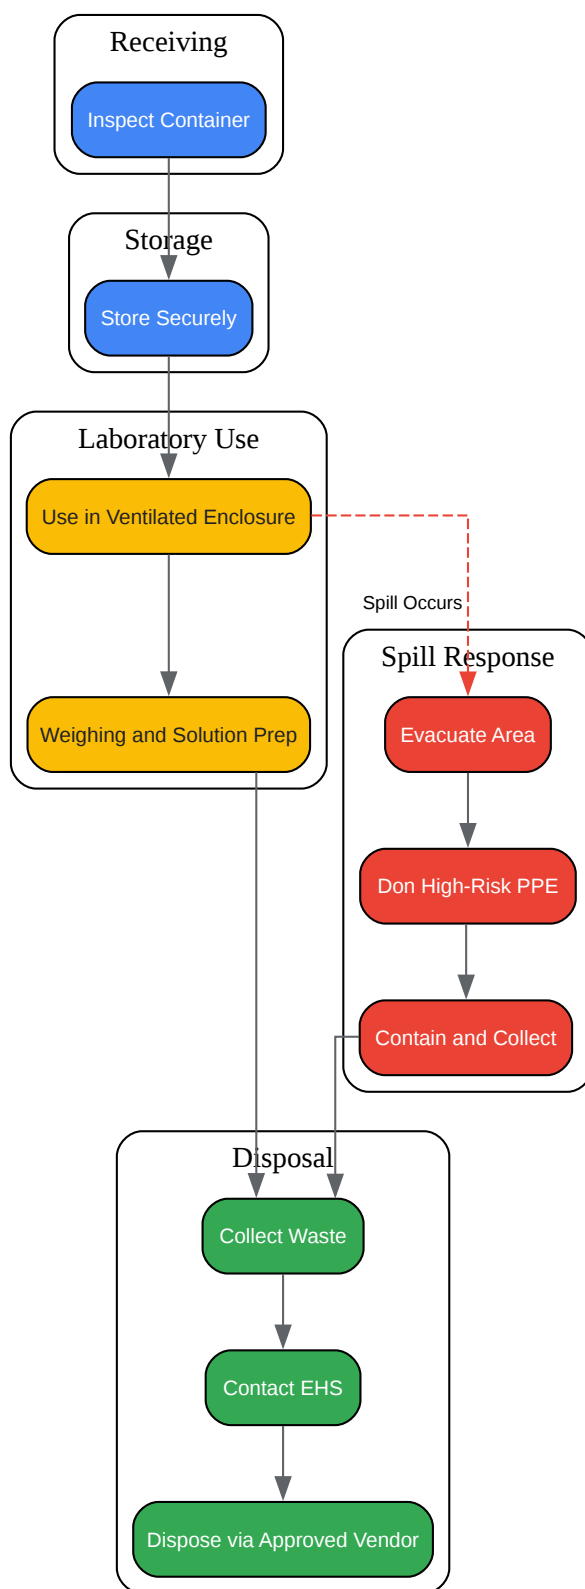 Receiving
Inspect Container
Storage
Store Securely
Laboratory Use
Use in Ventilated Enclosure
Weighing and Solution Prep
Spill Occurs
Spill Response
Evacuate Area
Don High-Risk PPE
Contain and Collect
Disposal
Collect Waste
Contact EHS
Dispose via Approved Vendor